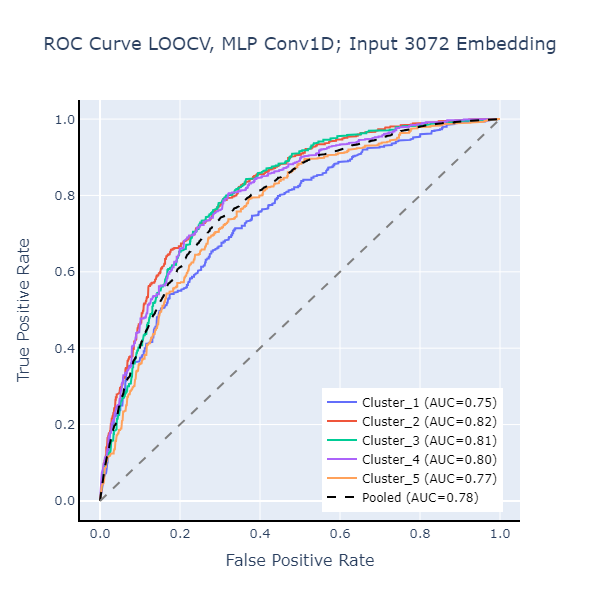 ROC Curve LOOCV, MLP Conv1D; Input 3072 Embedding
True Positive Rate
1.0
0.8
0.6
0.4
0.2
0.0
Cluster_1 (AUC=0.75)
Cluster_2 (AUC=0.82)
Cluster_3 (AUC=0.81)
Cluster_4 (AUC=0.80)
Cluster_5 (AUC=0.77)
Pooled (AUC=0.78)
0.0 0.2 0.4 0.6 0.8 1.0
False Positive Rate